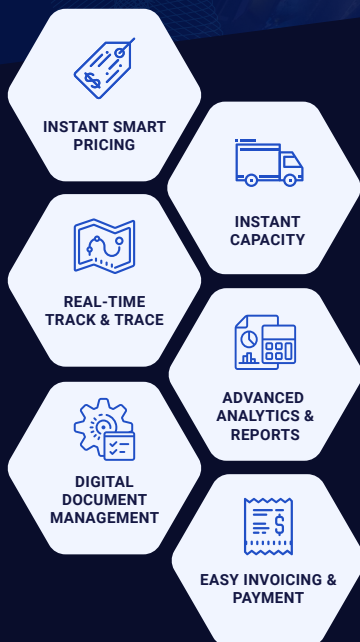 INSTANT SMART
PRICING
INSTANT
CAPACITY
REAL-TIME
TRACK & TRACE
ADVANCED
ANALYTICS &
REPORTS
DIGITAL
DOCUMENT
MANAGEMENT
EASY INVOICING &
PAYMENT